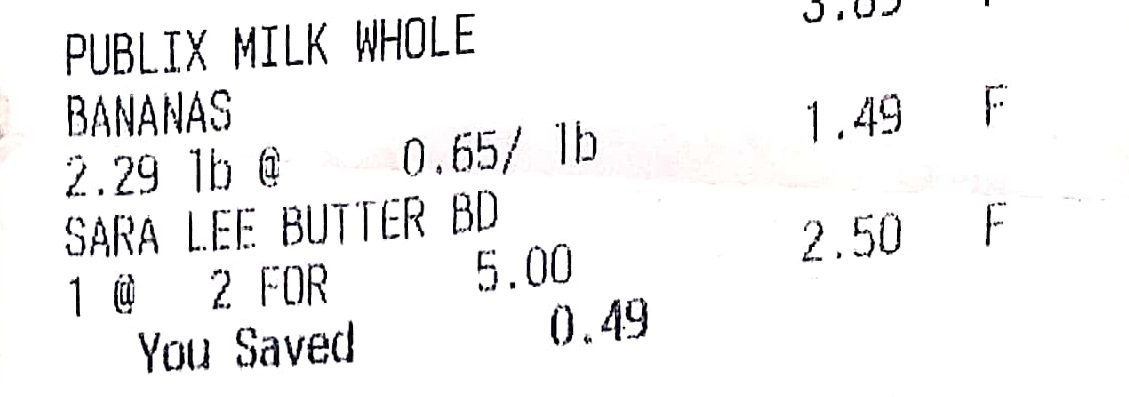 PUBLIX MILK WHOLE
BANANAS
2.29 lb @ 0.65/ lb 1.49 F
SARA LEE BUTTER BD
1 @ 2 FOR 5.00 2.50 F
You Saved 0.49